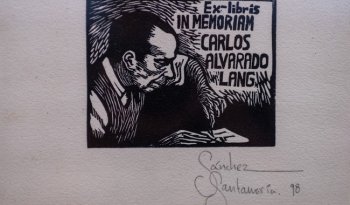 Ex-libris
IN MEMORIAM
CARLOS
ALVARADO
LANG
Sánchez
Santamaría. 98